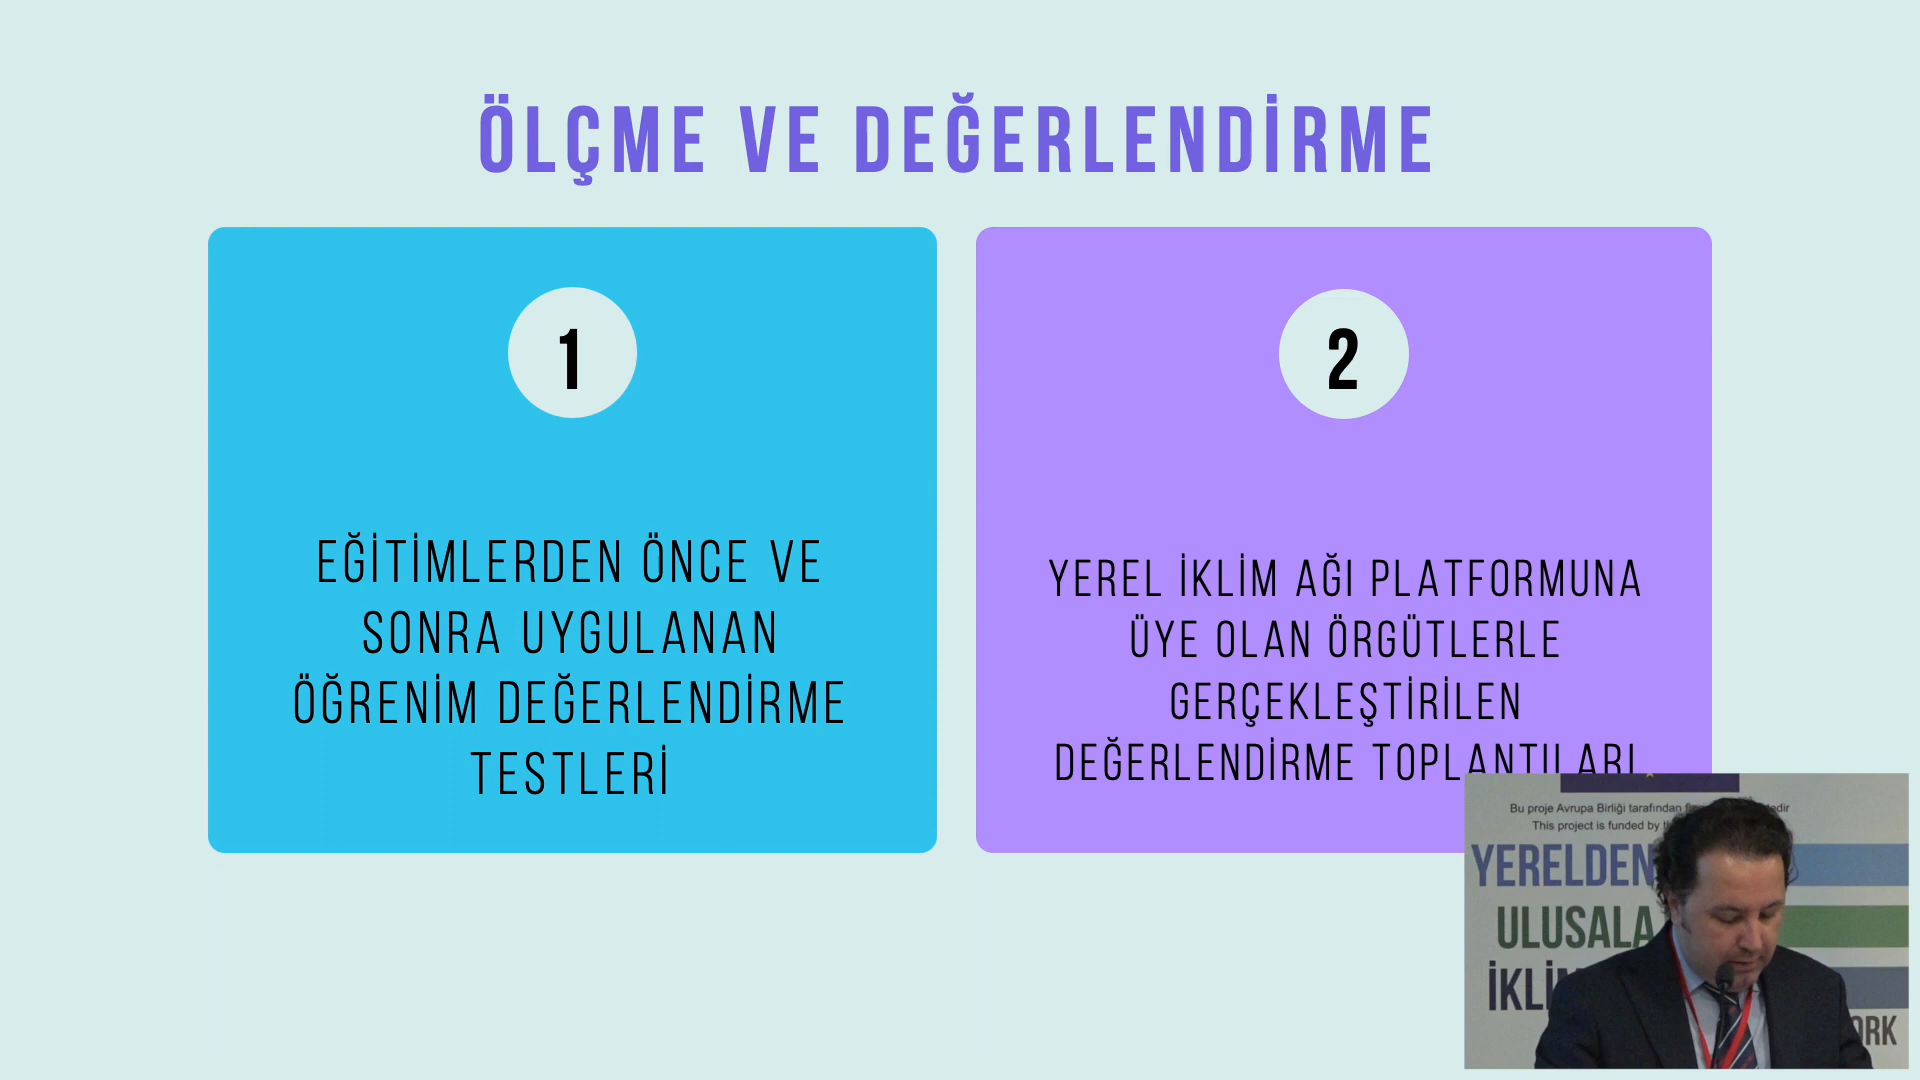 ÖLÇME VE DEĞERLENDİRME
1
EĞİTİMLERDEN ÖNCE VE
SONRA UYGULANAN
ÖĞRENİM DEĞERLENDİRME
TESTLERİ
2
YEREL İKLİM AĞI PLATFORMUNA
ÜYE OLAN ÖRGÜTLERLE
GERÇEKLEŞTİRİLEN
DEĞERLENDİRME TOPLANTILARI
Bu proje Avrupa Birliği tarafından
This project is funded by
YERELDEN
ULUSALA